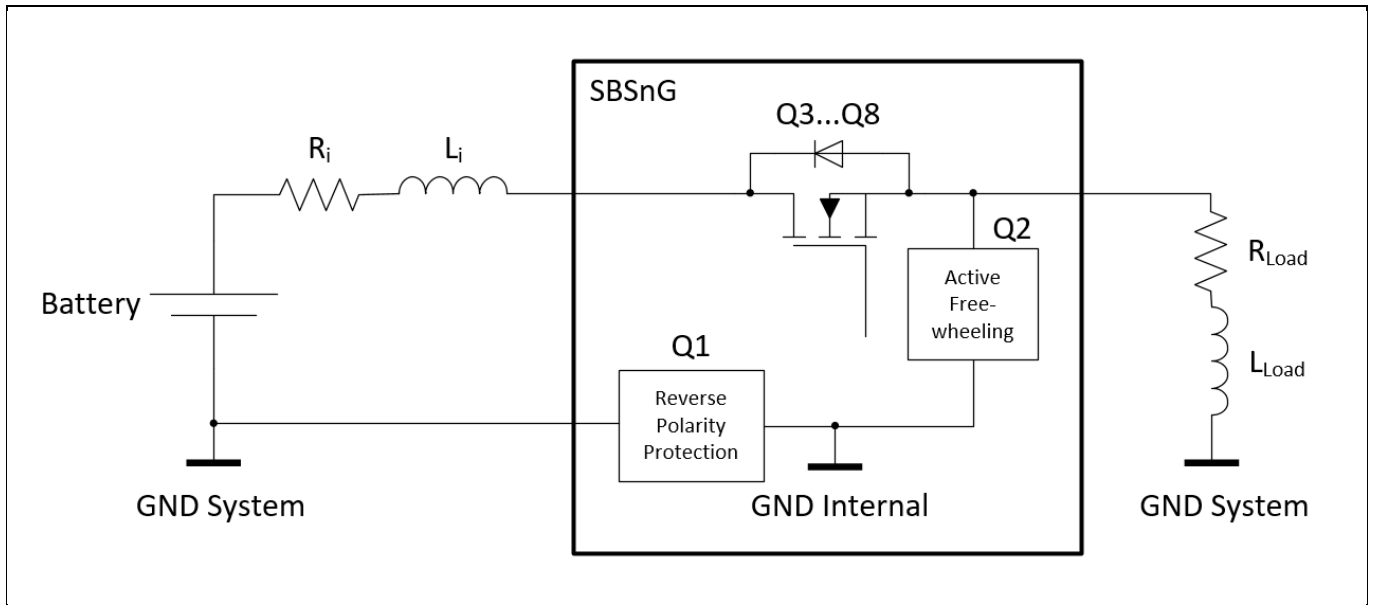 SBSnG
Q3...Q8
Ri
Li
Q2
Active
Free-
wheeling
RLoad
LLoad
Battery
Q1
Reverse
Polarity
Protection
GND System
GND Internal
GND System